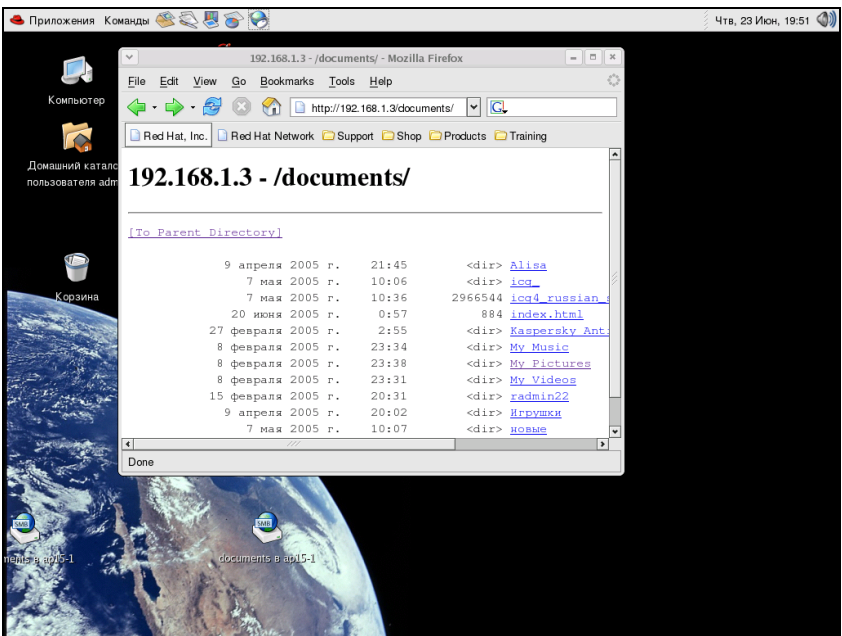 Приложения Команды Чтв, 23 Июн, 19:51
Компьютер
Домашний каталс
пользователя adm
Корзина
192.168.1.3 - /documents/ - Mozilla Firefox
File Edit View Go Bookmarks Tools Help
http://192.168.1.3/documents/ G
Red Hat, Inc. Red Hat Network Support Shop Products Training
192.168.1.3 - /documents/
[To Parent Directory]
9 апреля 2005 г. 21:45 <dir> Alisa
7 мая 2005 г. 10:06 <dir> icq_
7 мая 2005 г. 10:36 2966544 icq4_russian_s
20 июня 2005 г. 0:57 884 index.html
27 февраля 2005 г. 2:55 <dir> Kaspersky Anti
8 февраля 2005 г. 23:34 <dir> My Music
8 февраля 2005 г. 23:38 <dir> My Pictures
8 февраля 2005 г. 23:31 <dir> My Videos
15 февраля 2005 г. 20:31 <dir> radmin22
9 апреля 2005 г. 20:02 <dir> Игрушки
7 мая 2005 г. 10:07 <dir> новые
Done
SMB SMB
ments в ap15-1 documents в ap15-1